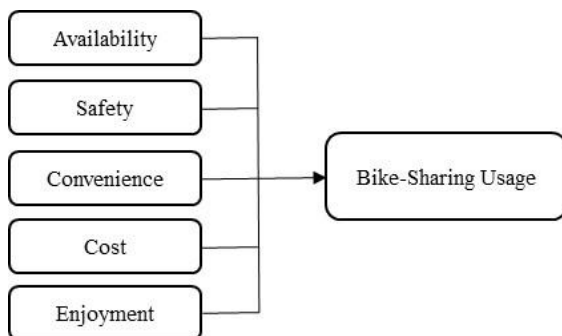 Availability
Safety
Convenience
Bike-Sharing Usage
Cost
Enjoyment